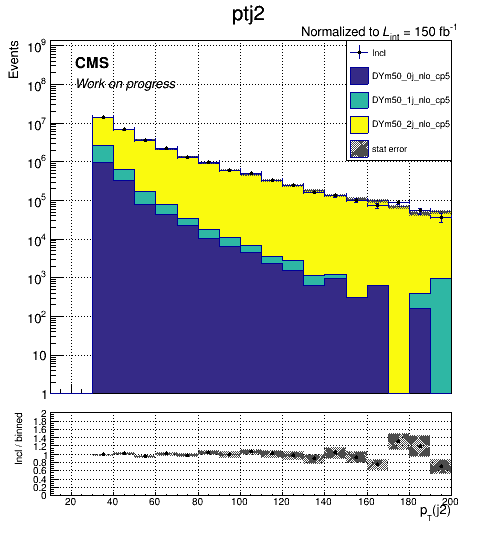 ptj2
Normalized to L_int = 150 fb^-1
Events
CMS
Work on progress
Incl
DYm50_0j_nlo_cp5
DYm50_1j_nlo_cp5
DYm50_2j_nlo_cp5
stat error
10^9
10^8
10^7
10^6
10^5
10^4
10^3
10^2
10
1
Incl / binned
2
1.8
1.6
1.4
1.2
1.0
0.8
0.6
0.4
0.2
0
20 40 60 80 100 120 140 160 180 200
p_T(j2)